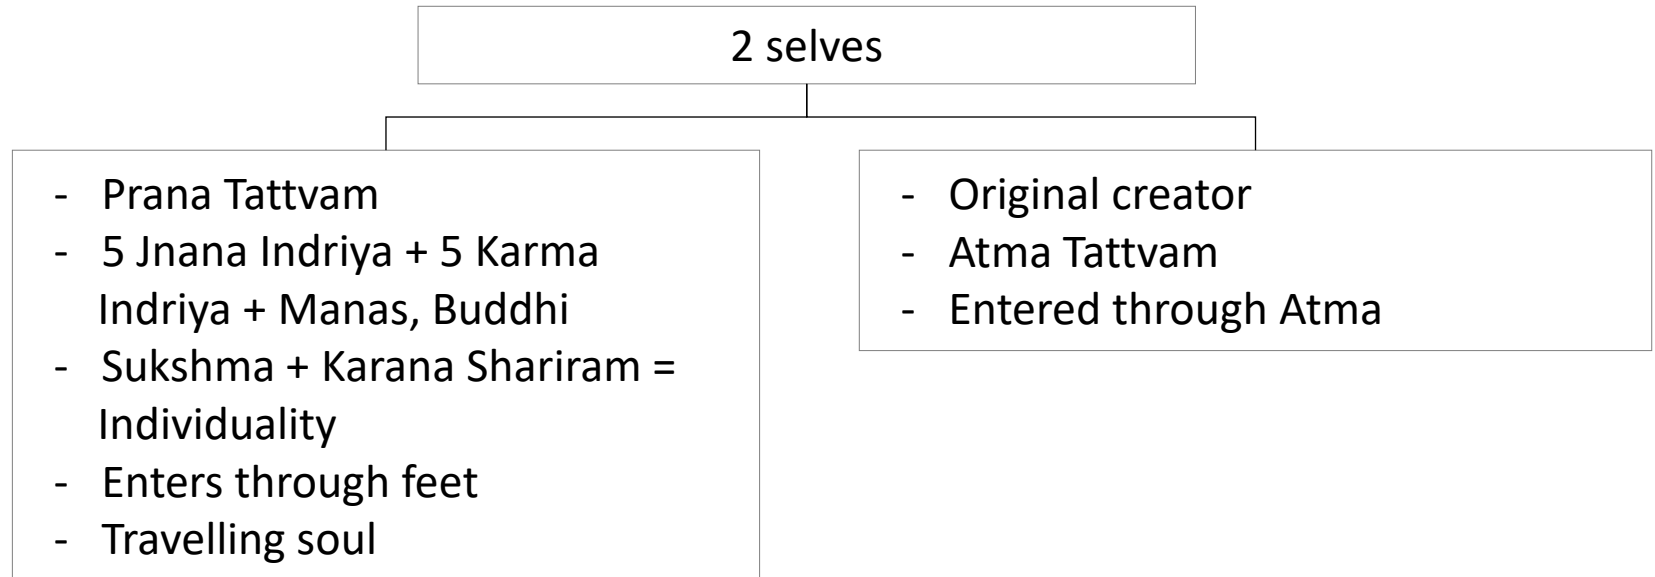 2 selves
- Prana Tattvam
- 5 Jnana Indriya + 5 Karma
Indriya + Manas, Buddhi
- Sukshma + Karana Shariram =
Individuality
- Enters through feet
- Travelling soul
- Original creator
- Atma Tattvam
- Entered through Atma